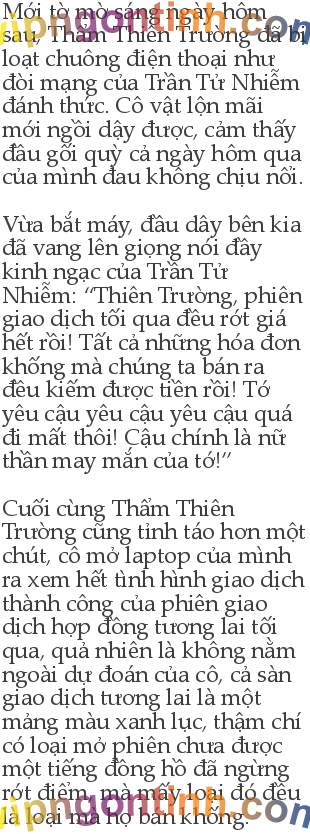 Mới tờ mờ sáng ngày hôm
sau, Thẩm Thiên Trường đã bị
loạt chuông điện thoại như
đòi mạng của Trần Tử Nhiễm
đánh thức. Cô vật lộn mãi
mới ngồi dậy được, cảm thấy
đầu gối quỳ cả ngày hôm qua
của mình đau không chịu nổi.
Vừa bắt máy, đầu dây bên kia
đã vang lên giọng nói đầy
kinh ngạc của Trần Tử
Nhiễm: “Thiên Trường, phiên
giao dịch tối qua đều rớt giá
hết rồi! Tất cả những hóa đơn
khống mà chúng ta bán ra
đều kiếm được tiền rồi! Tớ
yêu cậu yêu cậu yêu cậu quá
đi mất thôi! Cậu chính là nữ
thần may mắn của tớ!”
Cuối cùng Thẩm Thiên
Trường cũng tỉnh táo hơn một
chút, cô mở laptop của mình
ra xem hết tình hình giao dịch
thành công của phiên giao
dịch hợp đồng tương lai tối
qua, quả nhiên là không nằm
ngoài dự đoán của cô, cả sàn
giao dịch tương lai là một
mảng màu xanh lục, thậm chí
có loại mở phiên chưa được
một tiếng đồng hồ đã ngừng
rớt điểm, mà mấy loại đó đều
là loại mà họ bán khống.
vipngontinh.com
vipngontinh.com